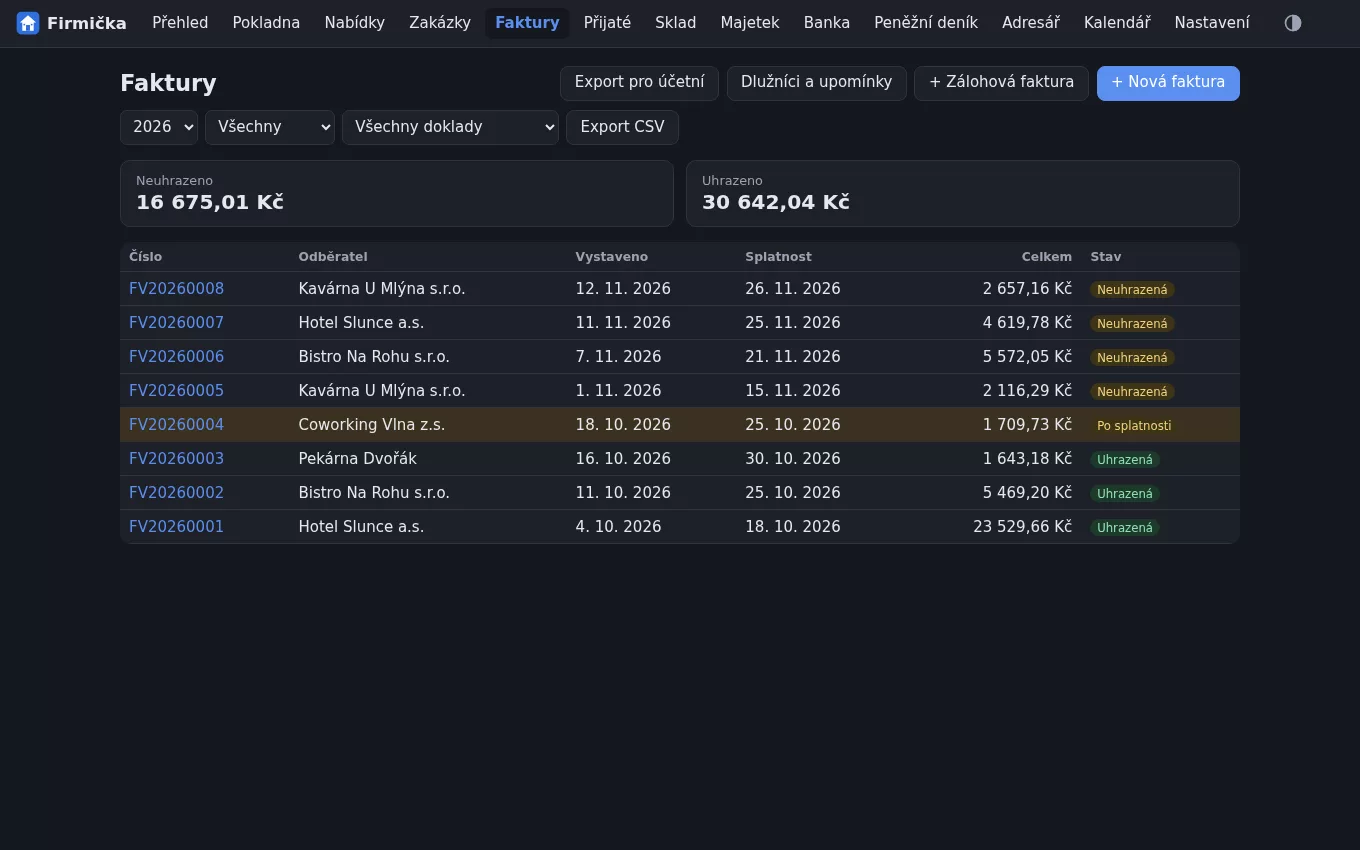 Firmička Přehled Pokladna Nabídky Zakázky Faktury Přijaté Sklad Majetek Banka Peněžní deník Adresář Kalendář Nastavení
Faktury Export pro účetní Dlužníci a upomínky + Zálohová faktura + Nová faktura
2026 Všechny Všechny doklady Export CSV
Neuhrazeno Uhrazeno
16 675,01 Kč 30 642,04 Kč
Číslo Odběratel Vystaveno Splatnost Celkem Stav
FV20260008 Kavárna U Mlýna s.r.o. 12. 11. 2026 26. 11. 2026 2 657,16 Kč Neuhrazená
FV20260007 Hotel Slunce a.s. 11. 11. 2026 25. 11. 2026 4 619,78 Kč Neuhrazená
FV20260006 Bistro Na Rohu s.r.o. 7. 11. 2026 21. 11. 2026 5 572,05 Kč Neuhrazená
FV20260005 Kavárna U Mlýna s.r.o. 1. 11. 2026 15. 11. 2026 2 116,29 Kč Neuhrazená
FV20260004 Coworking Vlna z.s. 18. 10. 2026 25. 10. 2026 1 709,73 Kč Po splatnosti
FV20260003 Pekárna Dvořák 16. 10. 2026 30. 10. 2026 1 643,18 Kč Uhrazená
FV20260002 Bistro Na Rohu s.r.o. 11. 10. 2026 25. 10. 2026 5 469,20 Kč Uhrazená
FV20260001 Hotel Slunce a.s. 4. 10. 2026 18. 10. 2026 23 529,66 Kč Uhrazená